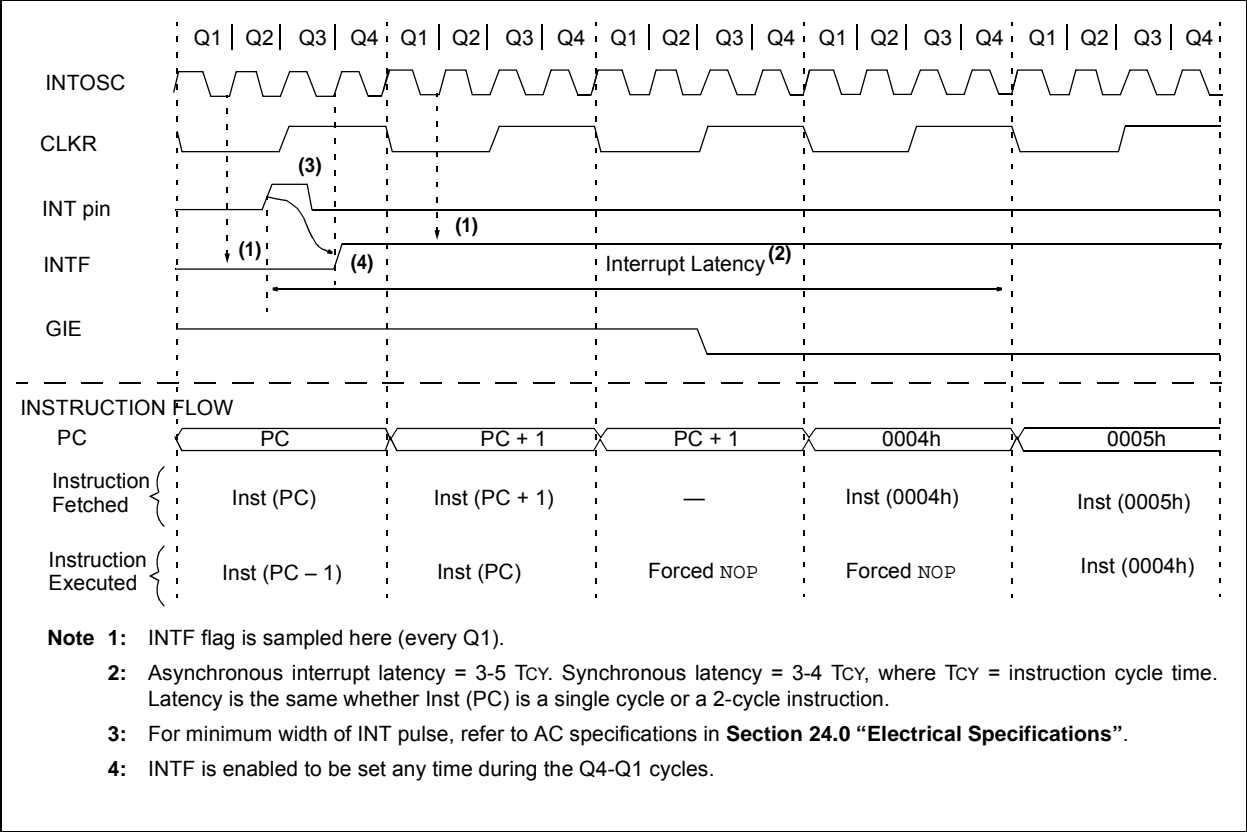 Q1 Q2 Q3 Q4 Q1 Q2 Q3 Q4 Q1 Q2 Q3 Q4 Q1 Q2 Q3 Q4 Q1 Q2 Q3 Q4
INTOSC
CLKR
(3)
INT pin
(1)
(1)
INTF
(4)
Interrupt Latency(2)
GIE
INSTRUCTION FLOW
PC PC PC + 1 PC + 1 0004h 0005h
Instruction
Fetched
Inst (PC) Inst (PC + 1) — Inst (0004h) Inst (0005h)
Instruction
Executed
Inst (PC – 1) Inst (PC) Forced NOP Forced NOP Inst (0004h)
Note 1: INTF flag is sampled here (every Q1).
2: Asynchronous interrupt latency = 3-5 TCY. Synchronous latency = 3-4 TCY, where TCY = instruction cycle time.
Latency is the same whether Inst (PC) is a single cycle or a 2-cycle instruction.
3: For minimum width of INT pulse, refer to AC specifications in Section 24.0 “Electrical Specifications”.
4: INTF is enabled to be set any time during the Q4-Q1 cycles.